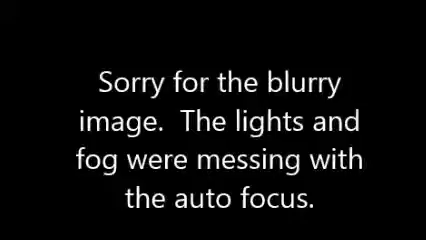 Sorry for the blurry
image.  The lights and
fog were messing with
the auto focus.